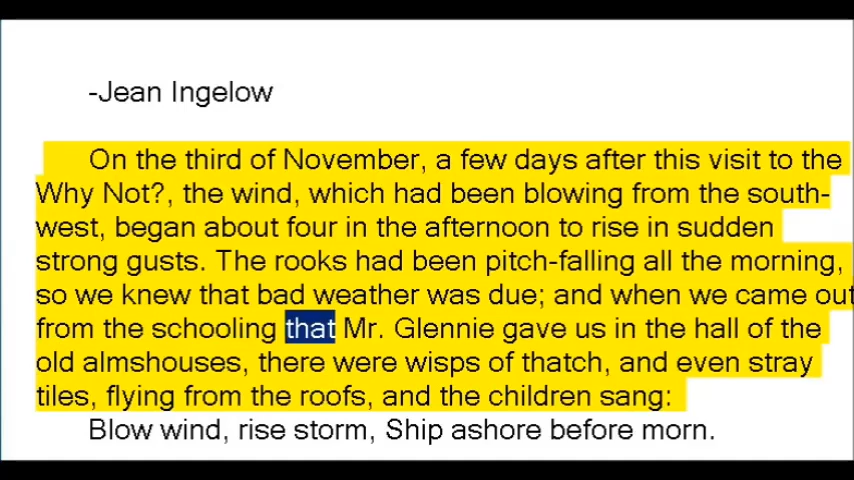 -Jean Ingelow
On the third of November, a few days after this visit to the
Why Not?, the wind, which had been blowing from the south-
west, began about four in the afternoon to rise in sudden
strong gusts. The rooks had been pitch-falling all the morning,
so we knew that bad weather was due; and when we came out
from the schooling that Mr. Glennie gave us in the hall of the
old almshouses, there were wisps of thatch, and even stray
tiles, flying from the roofs, and the children sang:
Blow wind, rise storm, Ship ashore before morn.